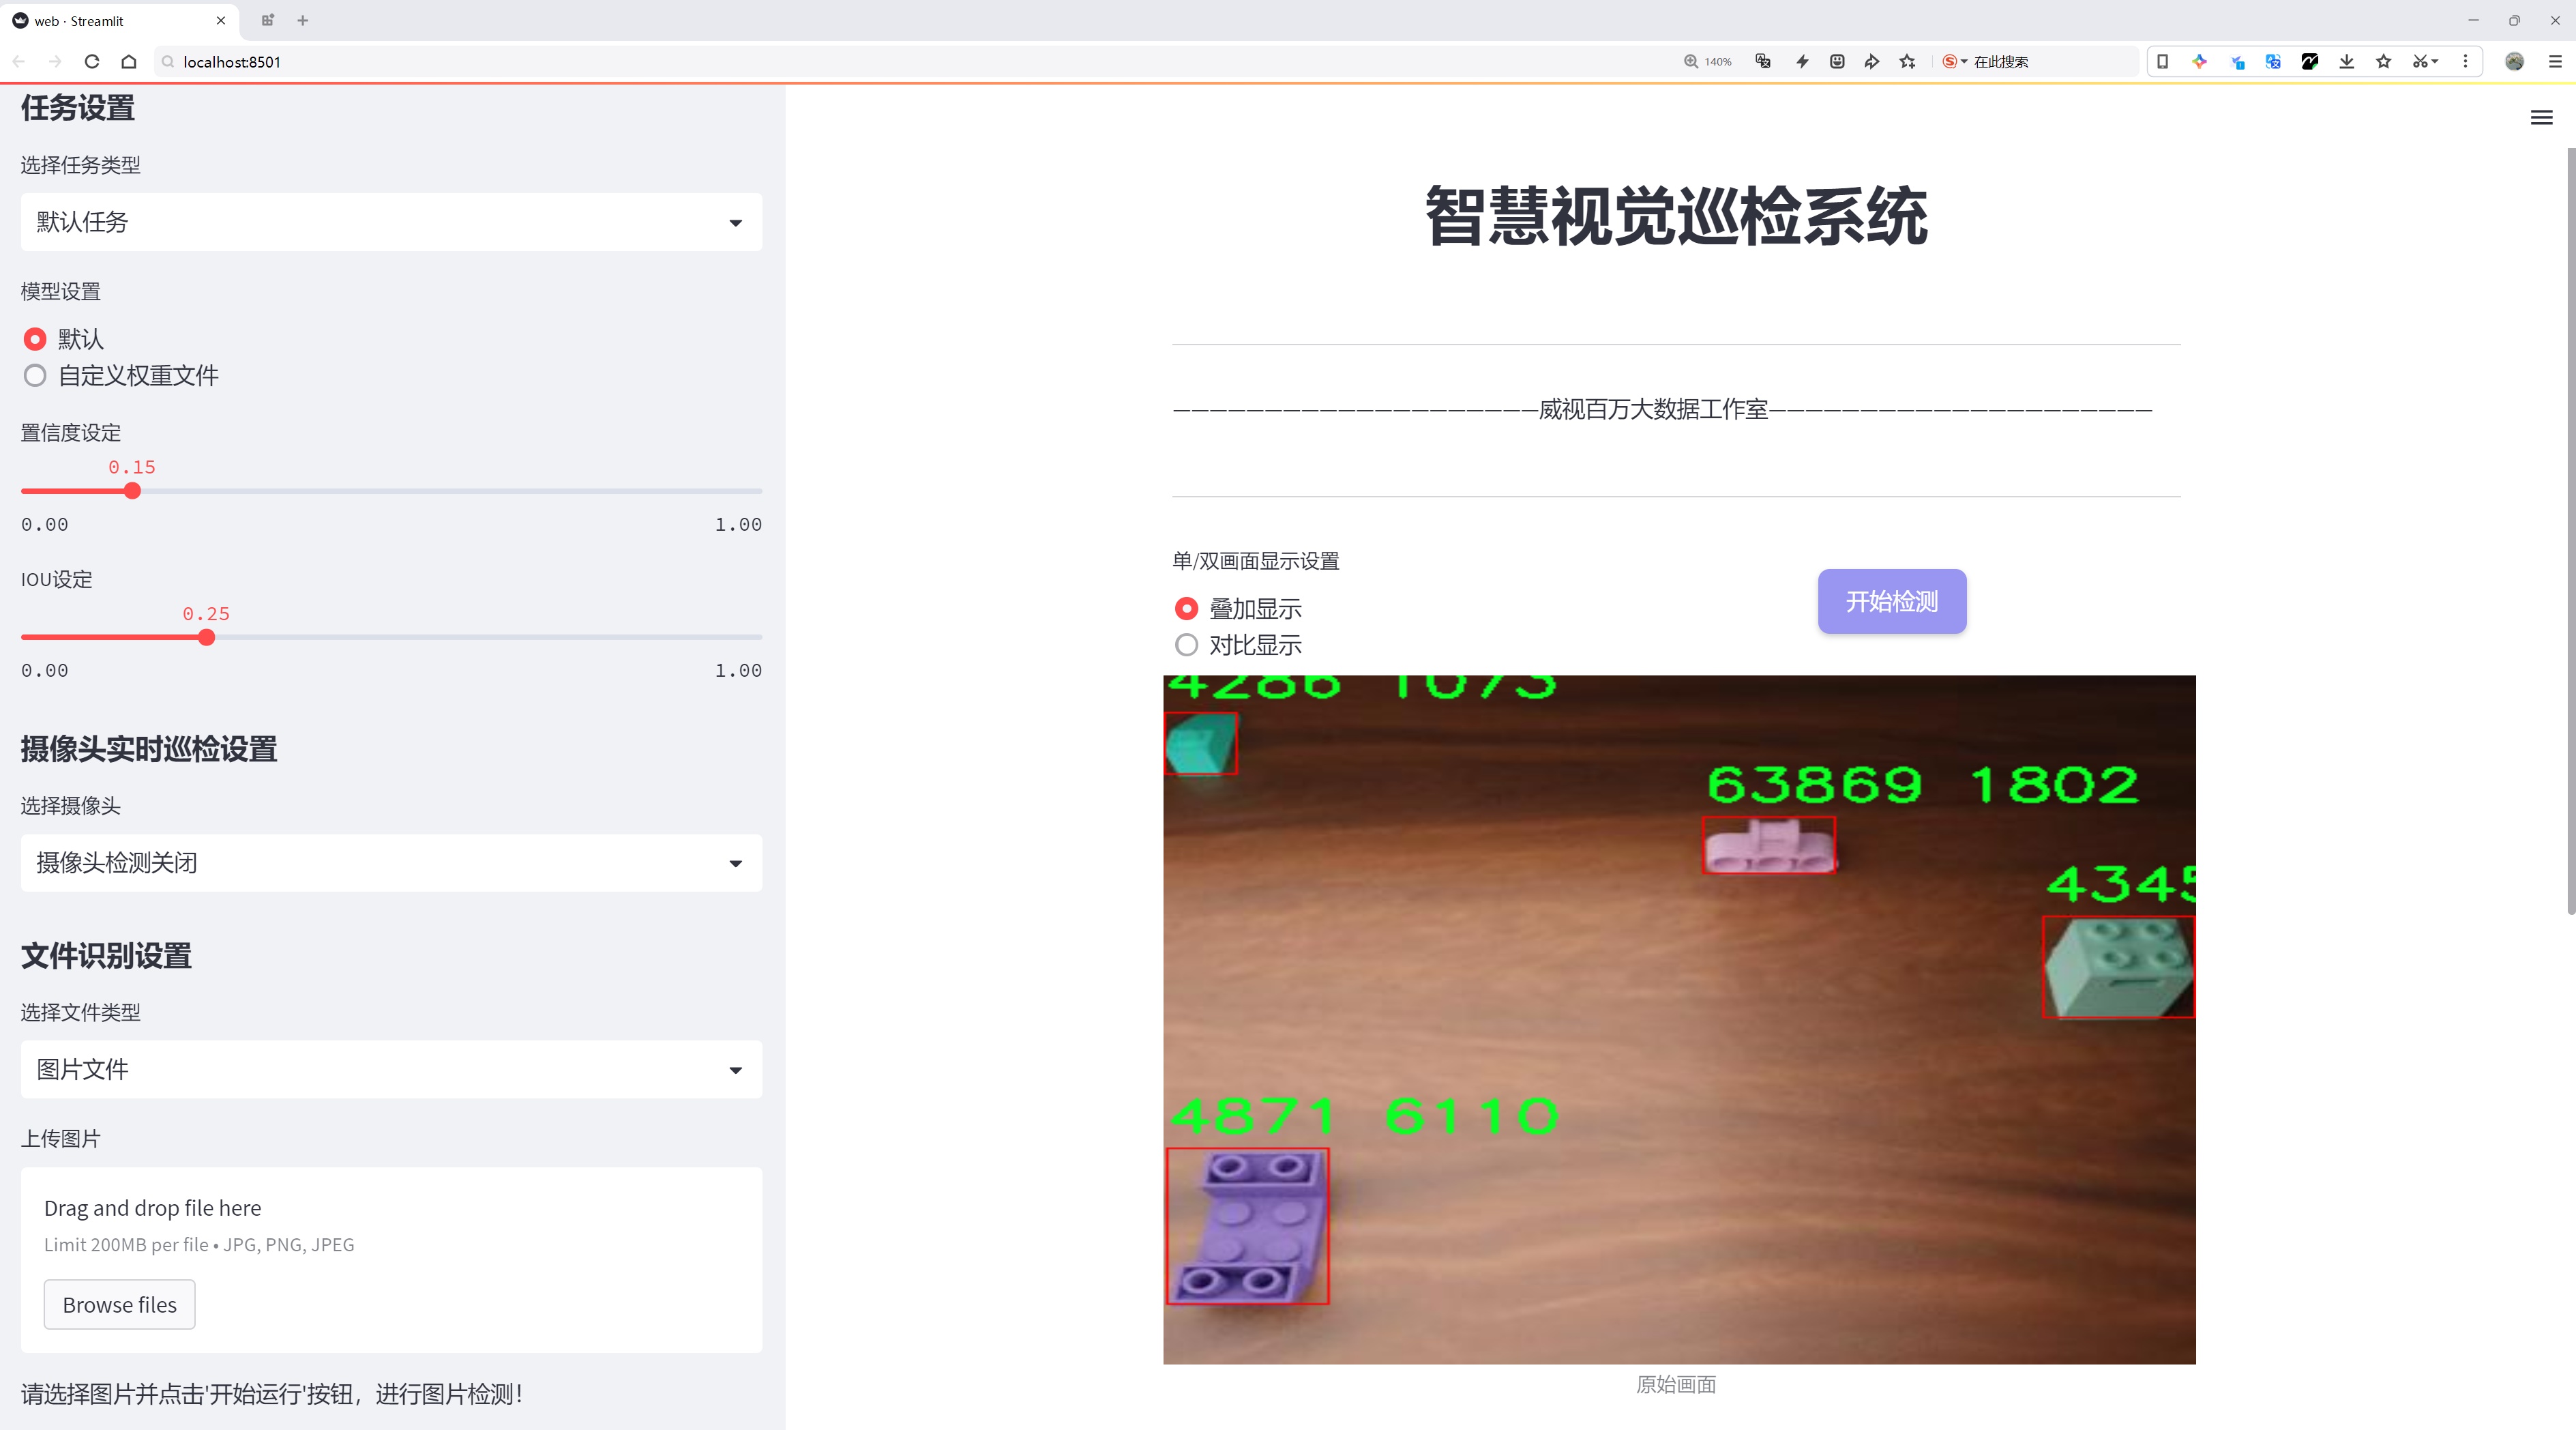 web · Streamlit
localhost:8501
140%
在此搜索
任务设置
选择任务类型
默认任务
模型设置
默认
自定义权重文件
置信度设定
0.15
0.00 1.00
IOU设定
0.25
0.00 1.00
摄像头实时巡检设置
选择摄像头
摄像头检测关闭
文件识别设置
选择文件类型
图片文件
上传图片
Drag and drop file here
Limit 200MB per file • JPG, PNG, JPEG
Browse files
请选择图片并点击'开始运行'按钮，进行图片检测！
智慧视觉巡检系统
————————————————————威视百万大数据工作室—————————————————————
单/双画面显示设置
叠加显示
对比显示
开始检测
4286 1073
63869 1802
4345
4871 6110
原始画面